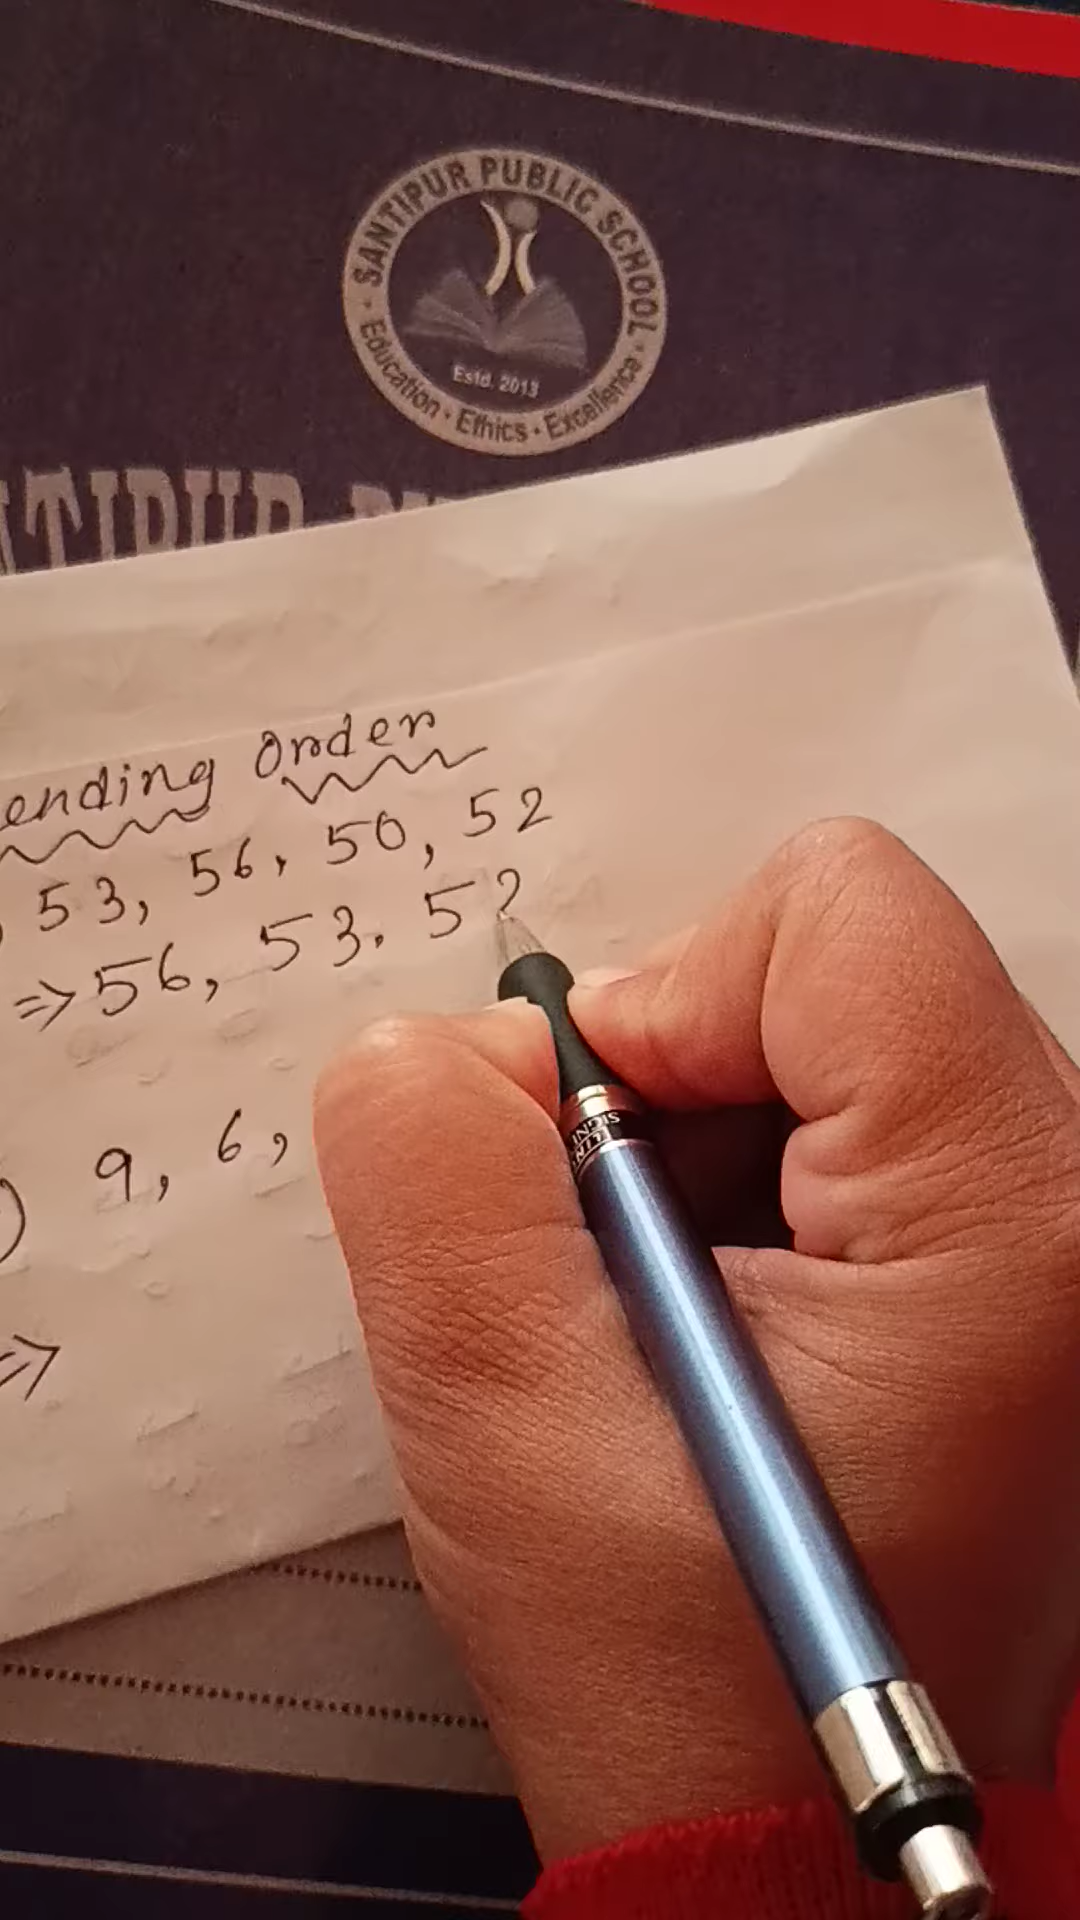 SANTIPUR PUBLIC SCHOOL
Estd. 2013
Education · Ethics · Excellence
ending Order
53, 56, 50, 52
⇒ 56, 53, 52
9, 6,
⇒